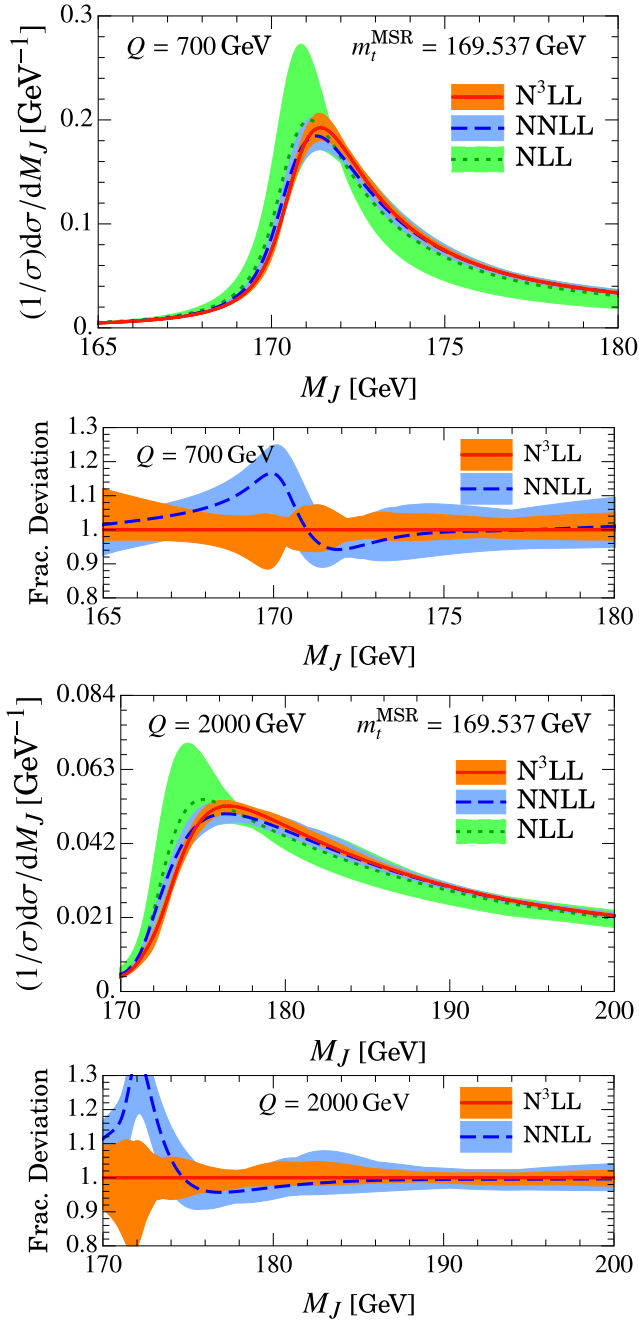 0.3
Q = 700 GeV m_t^MSR = 169.537 GeV
N³LL
NNLL
NLL
0.2
0.1
0.
(1/σ)dσ/dM_J [GeV⁻¹]
165 170 175 180
M_J [GeV]
1.3
Q = 700 GeV
N³LL
NNLL
1.2
1.1
1.
0.9
0.8
Frac. Deviation
165 170 175 180
M_J [GeV]
0.084
Q = 2000 GeV m_t^MSR = 169.537 GeV
N³LL
NNLL
NLL
0.063
0.042
0.021
0.
(1/σ)dσ/dM_J [GeV⁻¹]
170 180 190 200
M_J [GeV]
1.3
Q = 2000 GeV
N³LL
NNLL
1.2
1.1
1.
0.9
0.8
Frac. Deviation
170 180 190 200
M_J [GeV]